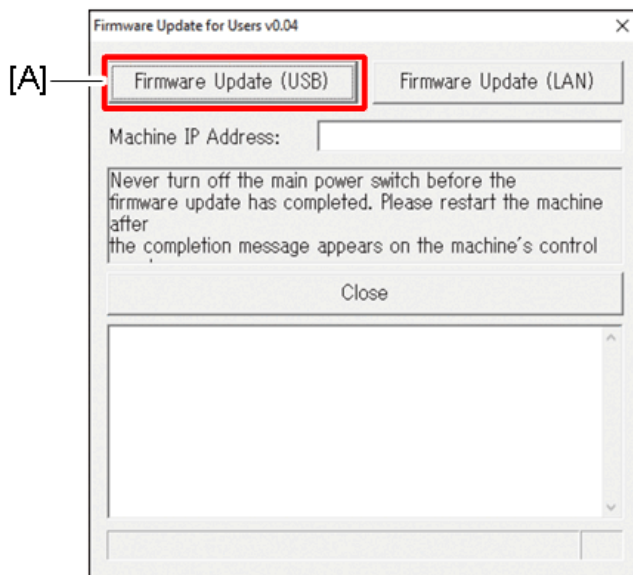 Firmware Update for Users v0.04
[A]
Firmware Update (USB)
Firmware Update (LAN)
Machine IP Address:
Never turn off the main power switch before the
firmware update has completed. Please restart the machine
after
the completion message appears on the machine's control
Close